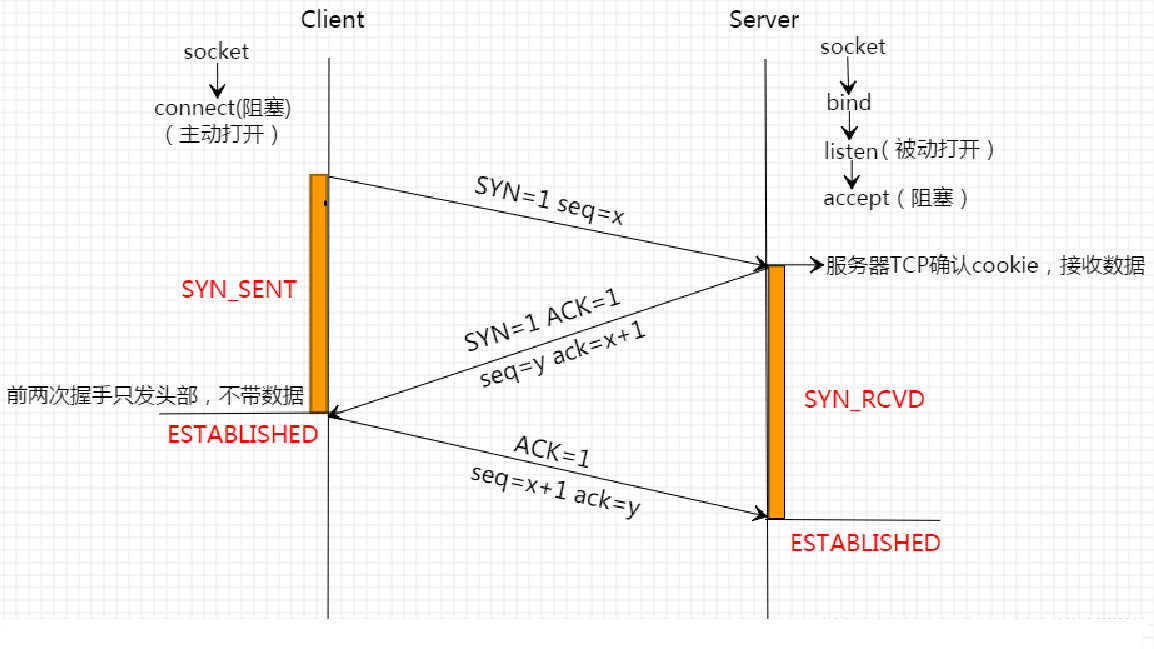 Client
Server
socket
connect(阻塞)
（主动打开）
socket
bind
listen（被动打开）
accept（阻塞）
SYN=1 seq=x
服务器TCP确认cookie，接收数据
SYN_SENT
SYN=1 ACK=1
seq=y ack=x+1
前两次握手只发头部，不带数据
SYN_RCVD
ESTABLISHED
ACK=1
seq=x+1 ack=y
ESTABLISHED